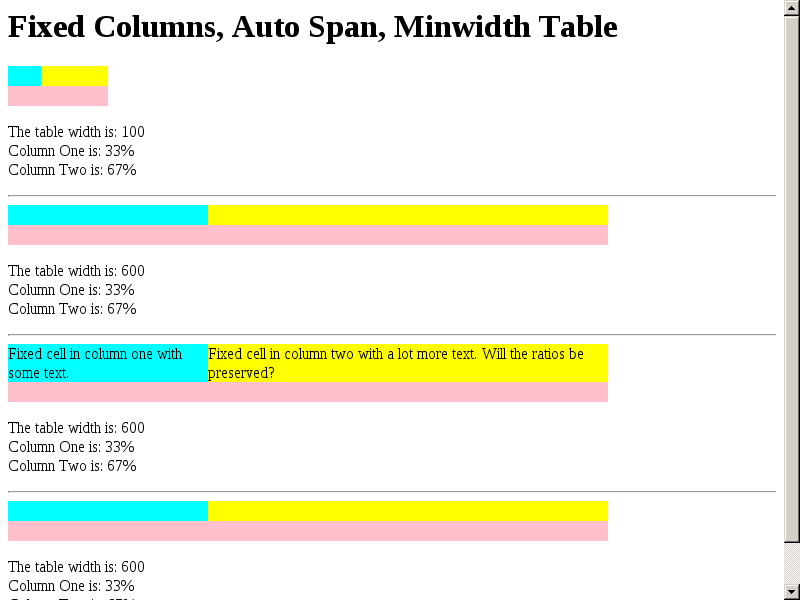 Fixed Columns, Auto Span, Minwidth Table
The table width is: 100
Column One is: 33%
Column Two is: 67%
The table width is: 600
Column One is: 33%
Column Two is: 67%
Fixed cell in column one with
some text.
Fixed cell in column two with a lot more text. Will the ratios be
preserved?
The table width is: 600
Column One is: 33%
Column Two is: 67%
The table width is: 600
Column One is: 33%